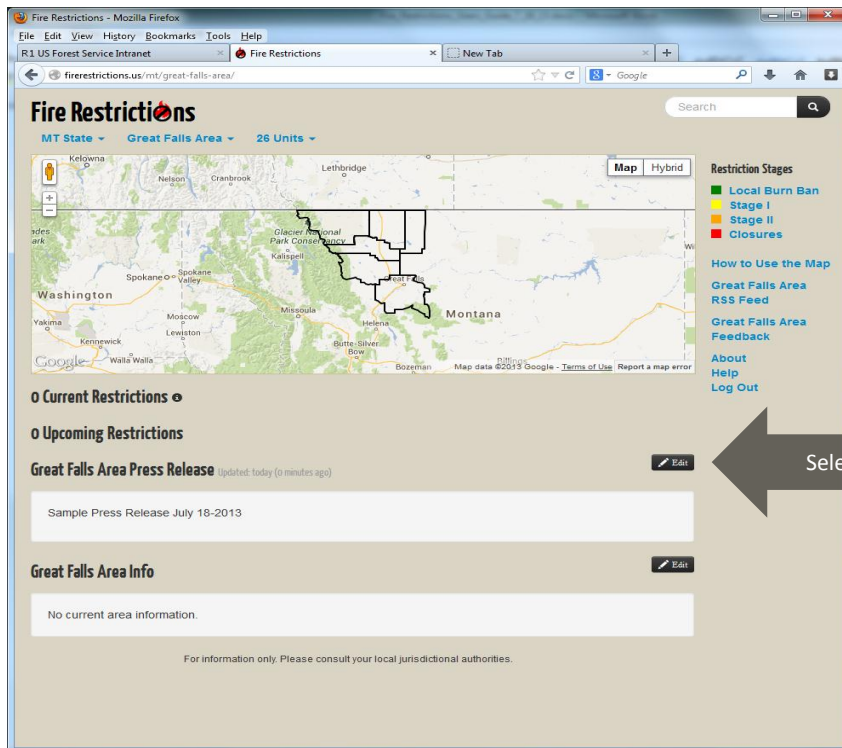 Fire Restrictions - Mozilla Firefox
File Edit View History Bookmarks Tools Help
R1 US Forest Service Intranet × Fire Restrictions × New Tab × +
firerestrictions.us/mt/great-falls-area/ Google
Fire Restrictions
Search
MT State Great Falls Area 26 Units
Map Hybrid
Kelowna
Nelson Cranbrook
Lethbridge
Glacier National
Park Conservancy
Kalispell
Spokane Spokane
Valley
Great Falls
Washington
Moscow
Missoula
Montana
Yakima
Lewiston
Helena
Kennewick
Butte-Silver
Bow
Google
Walla Walla
Billings
Bozeman
Map data ©2013 Google - Terms of Use Report a map error
Restriction Stages
Local Burn Ban
Stage I
Stage II
Closures
How to Use the Map
Great Falls Area
RSS Feed
Great Falls Area
Feedback
About
Help
Log Out
0 Current Restrictions
0 Upcoming Restrictions
Great Falls Area Press Release Updated: today (0 minutes ago)
Edit
Sele
Sample Press Release July 18-2013
Great Falls Area Info
Edit
No current area information.
For information only. Please consult your local jurisdictional authorities.